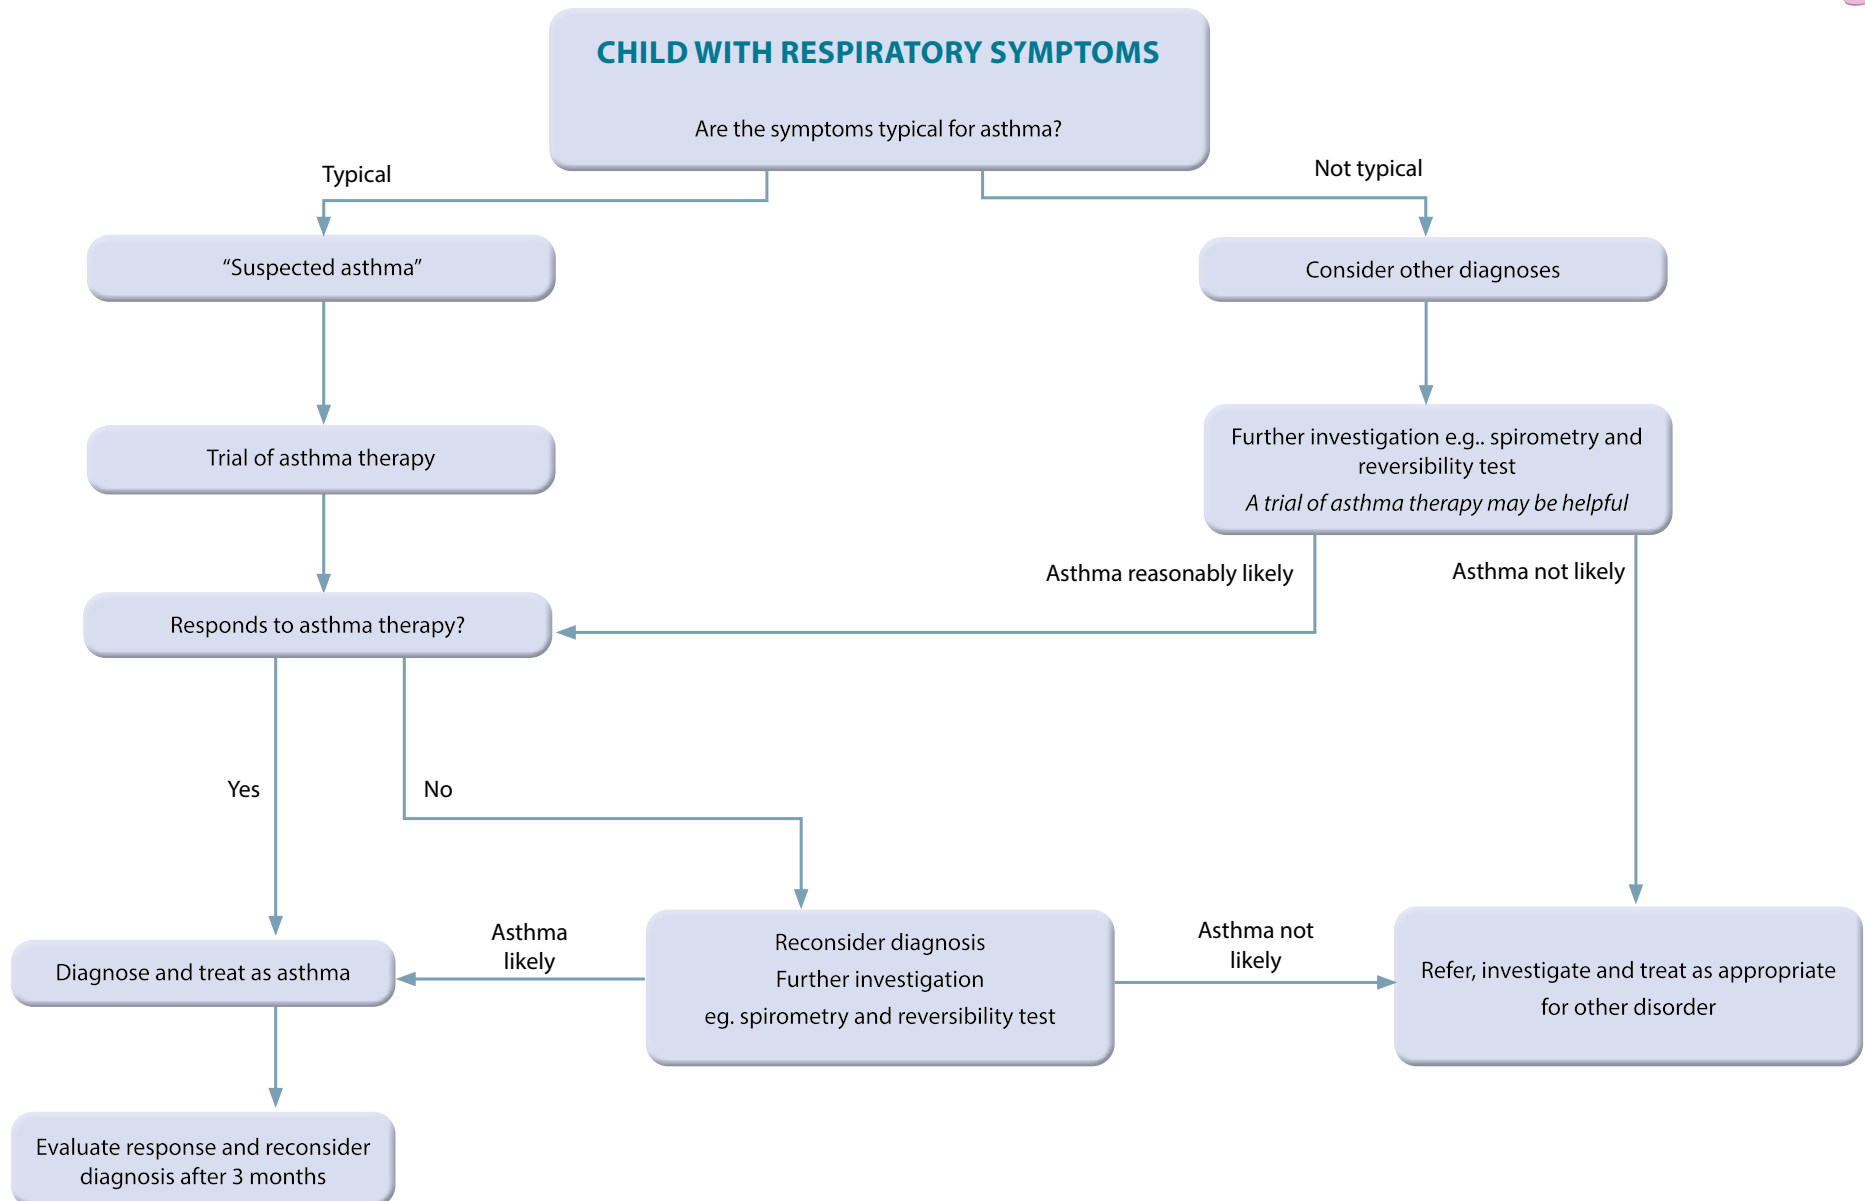 CHILD WITH RESPIRATORY SYMPTOMS
Are the symptoms typical for asthma?
Typical
Not typical
“Suspected asthma”
Consider other diagnoses
Trial of asthma therapy
Further investigation e.g.. spirometry and
reversibility test
A trial of asthma therapy may be helpful
Asthma reasonably likely
Asthma not likely
Responds to asthma therapy?
Yes
No
Diagnose and treat as asthma
Asthma
likely
Reconsider diagnosis
Further investigation
eg. spirometry and reversibility test
Asthma not
likely
Refer, investigate and treat as appropriate
for other disorder
Evaluate response and reconsider
diagnosis after 3 months